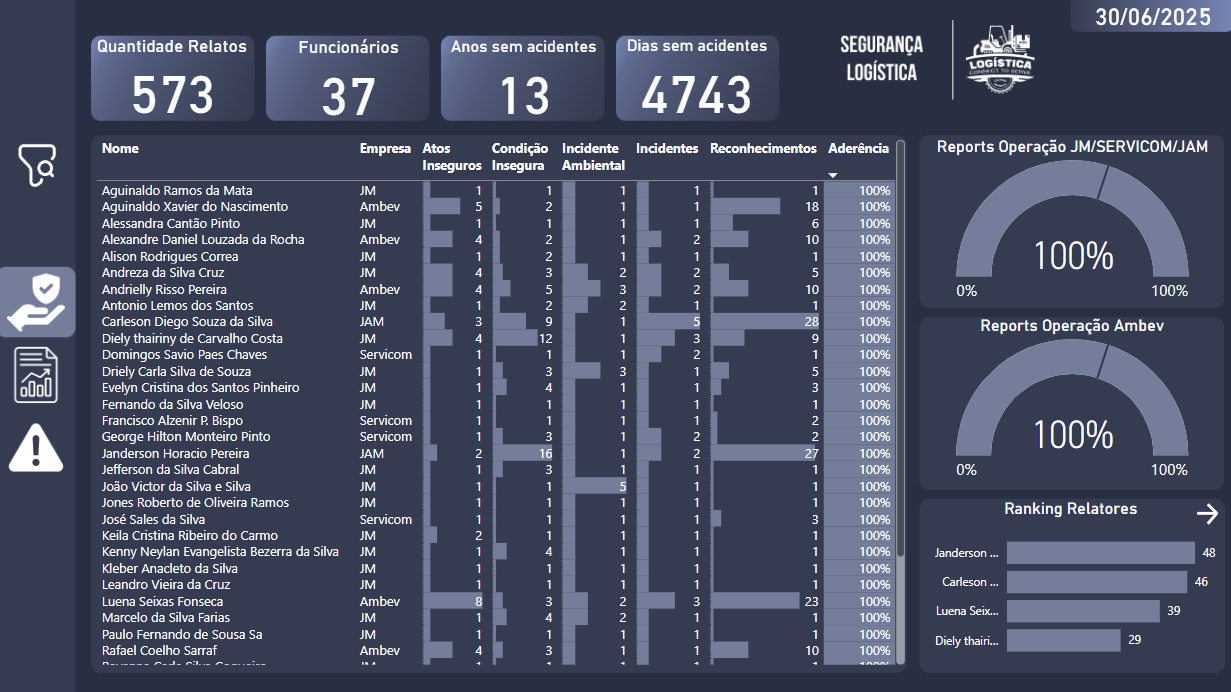 30/06/2025
Quantidade Relatos
573
Funcionários
37
Anos sem acidentes
13
Dias sem acidentes
4743
SEGURANÇA
LOGÍSTICA
LOGÍSTICA
CONNECT TO SERVE
Nome Empresa Atos Inseguros Condição Insegura Incidente Ambiental Incidentes Reconhecimentos Aderência
Aguinaldo Ramos da Mata JM 1 1 1 1 1 100%
Aguinaldo Xavier do Nascimento Ambev 5 2 1 1 18 100%
Alessandra Cantão Pinto JM 1 1 1 1 6 100%
Alexandre Daniel Louzada da Rocha Ambev 4 2 1 2 10 100%
Alison Rodrigues Correa JM 1 2 1 1 1 100%
Andreza da Silva Cruz JM 4 3 2 2 5 100%
Andrielly Risso Pereira Ambev 4 5 3 2 10 100%
Antonio Lemos dos Santos JM 1 2 2 1 1 100%
Carleson Diego Souza da Silva JAM 3 9 1 5 28 100%
Diely thairiny de Carvalho Costa JM 4 12 1 3 9 100%
Domingos Savio Paes Chaves Servicom 1 1 1 2 1 100%
Driely Carla Silva de Souza JM 1 3 3 1 5 100%
Evelyn Cristina dos Santos Pinheiro JM 1 4 1 1 3 100%
Fernando da Silva Veloso JM 1 1 1 1 1 100%
Francisco Alzenir P. Bispo Servicom 1 1 1 1 2 100%
George Hilton Monteiro Pinto Servicom 1 3 1 2 2 100%
Janderson Horacio Pereira JAM 2 16 1 2 27 100%
Jefferson da Silva Cabral JM 1 3 1 1 1 100%
João Victor da Silva e Silva JM 1 1 5 1 1 100%
Jones Roberto de Oliveira Ramos JM 1 1 1 1 1 100%
José Sales da Silva Servicom 1 1 1 1 3 100%
Keila Cristina Ribeiro do Carmo JM 2 1 1 1 1 100%
Kenny Neylan Evangelista Bezerra da Silva JM 1 4 1 1 1 100%
Kleber Anacleto da Silva JM 1 1 1 1 1 100%
Leandro Vieira da Cruz JM 1 1 1 1 1 100%
Luena Seixas Fonseca Ambev 8 3 2 3 23 100%
Marcelo da Silva Farias JM 1 4 2 1 1 100%
Paulo Fernando de Sousa Sa JM 1 1 1 1 1 100%
Rafael Coelho Sarraf Ambev 4 3 1 1 10 100%
Reports Operação JM/SERVICOM/JAM
100%
0% 100%
Reports Operação Ambev
100%
0% 100%
Ranking Relatores
Janderson ... 48
Carleson ... 46
Luena Seix... 39
Diely thairi... 29